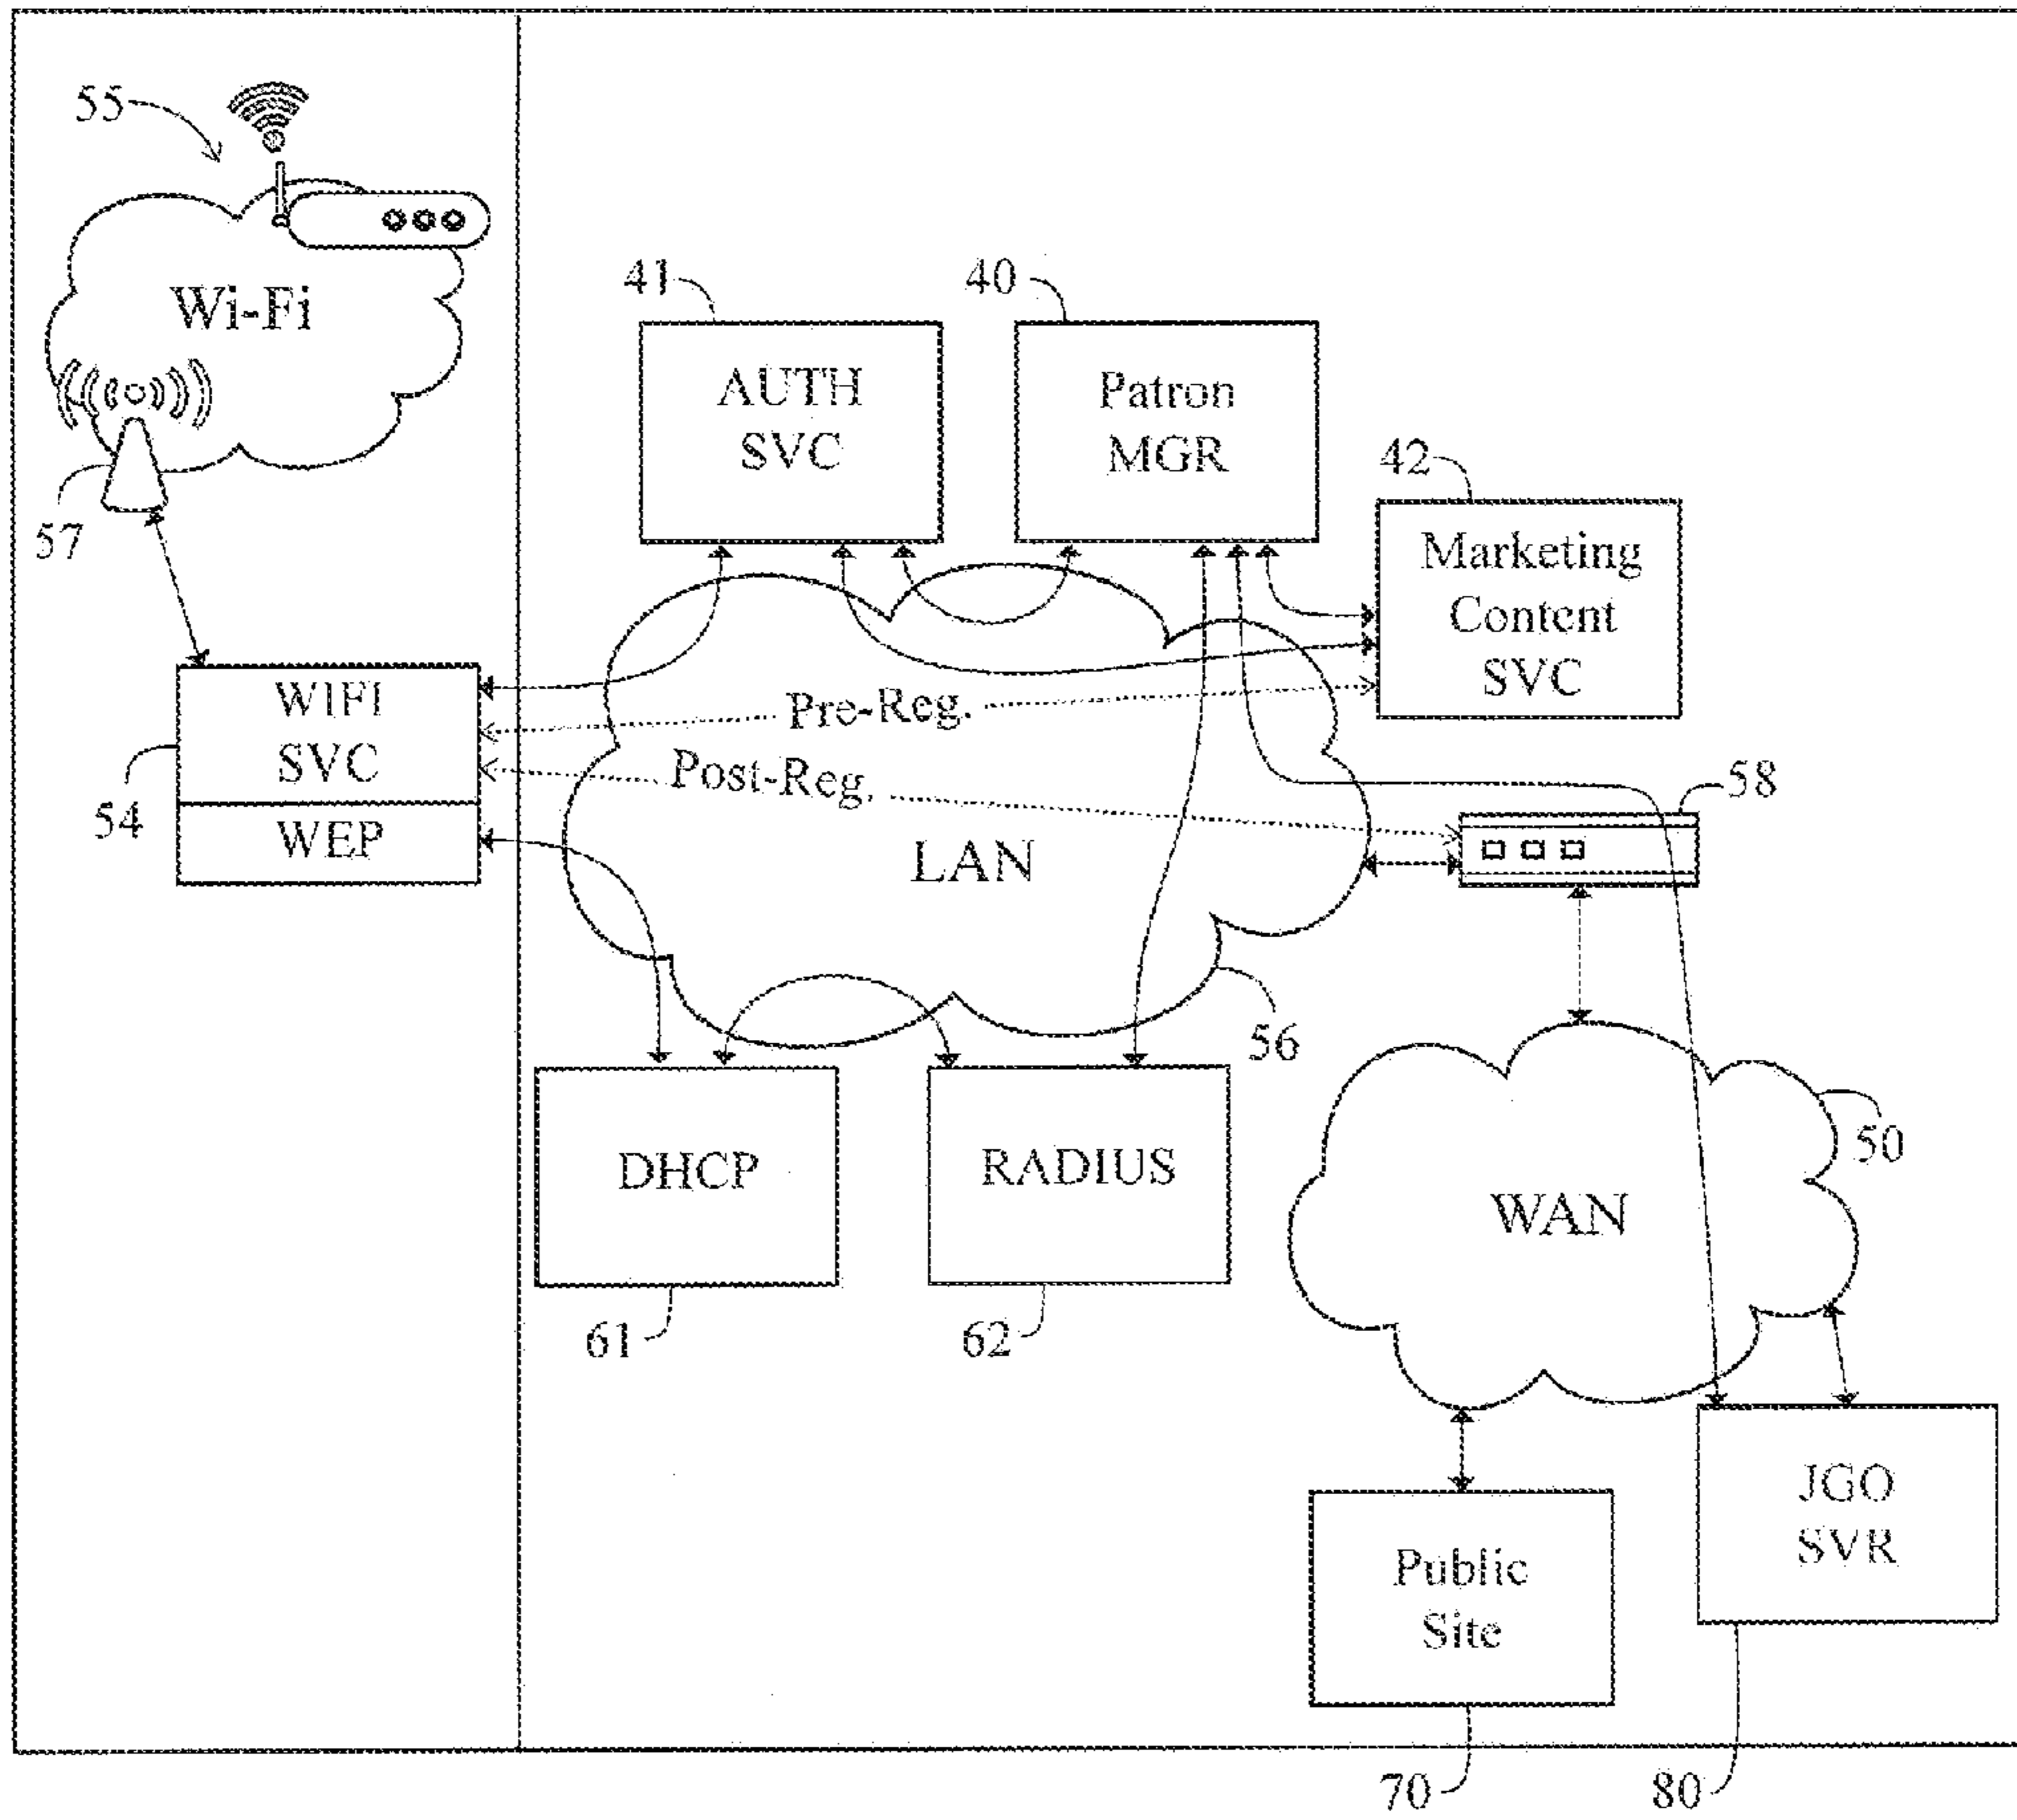 55
Wi-Fi
57
41
40
AUTH
SVC
Patron
MGR
42
Marketing
Content
SVC
WIFI
SVC
WEP
54
Pre-Reg.
Post-Reg.
LAN
58
56
DHCP
RADIUS
61
62
50
WAN
Public
Site
JGO
SVR
70
80